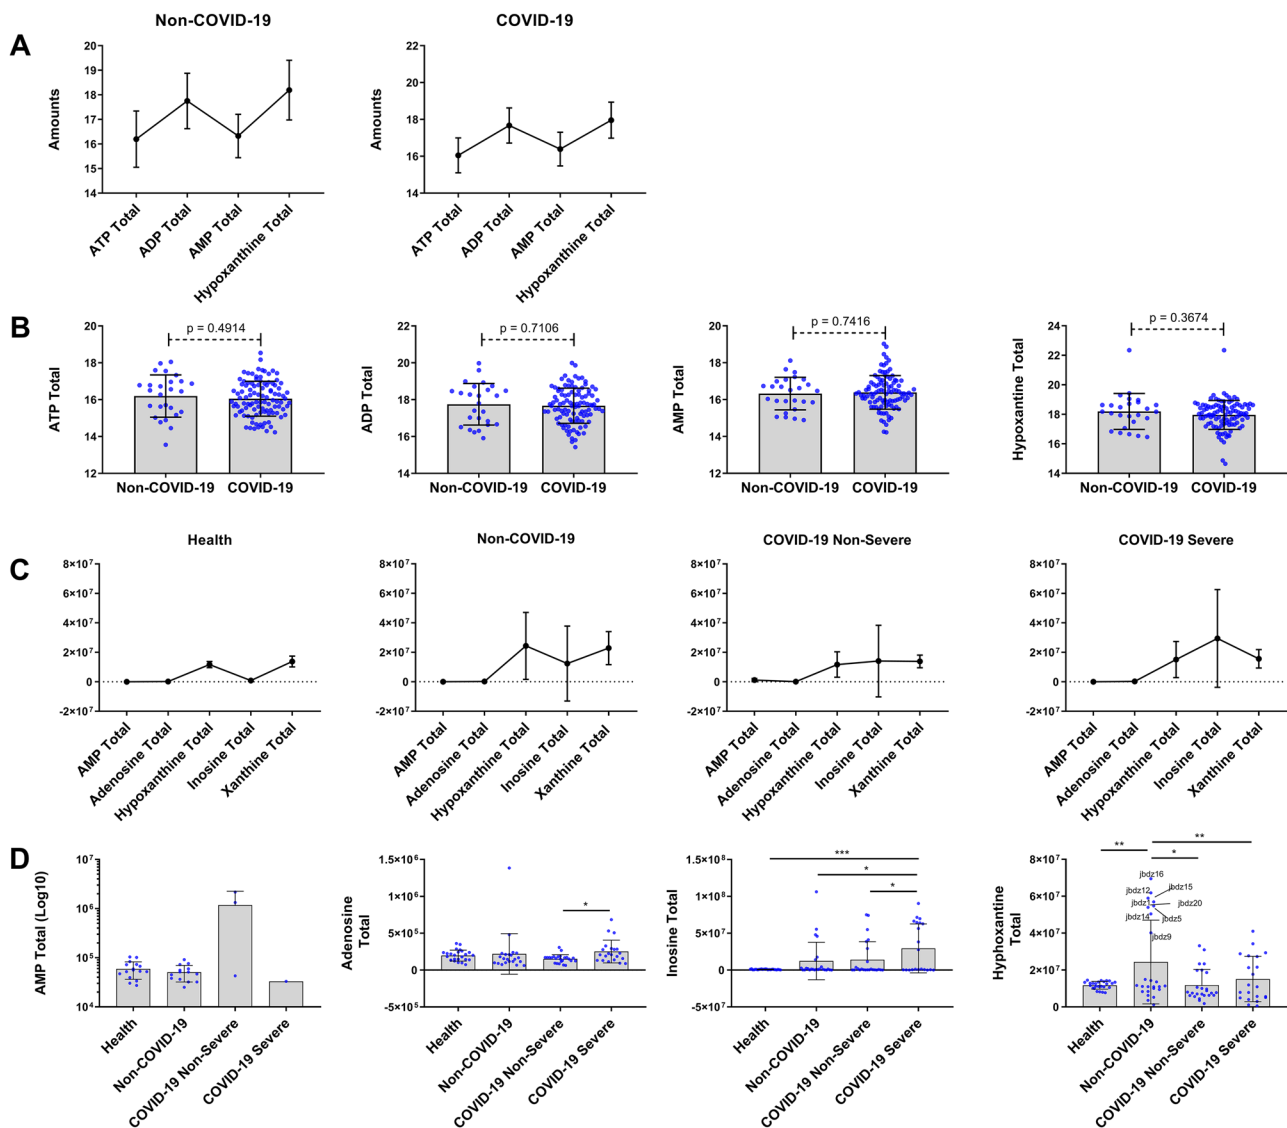 Non-COVID-19
COVID-19
A
Amounts
20
19
18
17
16
15
14
ATP Total
ADP Total
AMP Total
Hypoxanthine Total
Amounts
22
20
18
16
14
ATP Total
ADP Total
AMP Total
Hypoxanthine Total
B
ATP Total
20
18
16
14
12
p = 0.4914
Non-COVID-19
COVID-19
ADP Total
22
20
18
16
14
p = 0.7106
Non-COVID-19
COVID-19
AMP Total
20
18
16
14
12
p = 0.7416
Non-COVID-19
COVID-19
Hypoxantine Total
24
22
20
18
16
14
p = 0.3674
Non-COVID-19
COVID-19
C
Health
8×10⁷
6×10⁷
4×10⁷
2×10⁷
0
-2×10⁷
AMP Total
Adenosine Total
Hypoxanthine Total
Inosine Total
Xanthine Total
Non-COVID-19
8×10⁷
6×10⁷
4×10⁷
2×10⁷
0
-2×10⁷
AMP Total
Adenosine Total
Hypoxanthine Total
Inosine Total
Xanthine Total
COVID-19 Non-Severe
8×10⁷
6×10⁷
4×10⁷
2×10⁷
0
-2×10⁷
AMP Total
Adenosine Total
Hypoxanthine Total
Inosine Total
Xanthine Total
COVID-19 Severe
8×10⁷
6×10⁷
4×10⁷
2×10⁷
0
-2×10⁷
AMP Total
Adenosine Total
Hypoxanthine Total
Inosine Total
Xanthine Total
D
AMP Total (Log10)
10⁷
10⁶
10⁵
10⁴
Health
Non-COVID-19
COVID-19 Non-Severe
COVID-19 Severe
Adenosine
Total
1.5×10⁶
1×10⁶
5×10⁵
0
-5×10⁵
*
Health
Non-COVID-19
COVID-19 Non-Severe
COVID-19 Severe
Inosine Total
1.5×10⁸
1×10⁸
5×10⁷
0
-5×10⁷
***
*
*
Health
Non-COVID-19
COVID-19 Non-Severe
COVID-19 Severe
Hyphoxantine
Total
8×10⁷
6×10⁷
4×10⁷
2×10⁷
0
**
**
*
jbdz16
jbdz12
jbdz15
jbdz1
jbdz20
jbdz14
jbdz5
jbdz9
Health
Non-COVID-19
COVID-19 Non-Severe
COVID-19 Severe